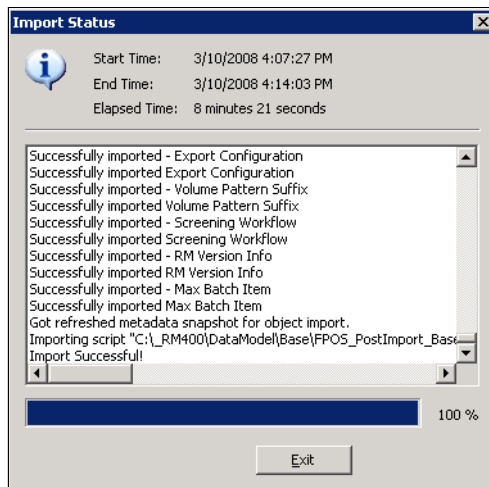 Import Status
Start Time: 3/10/2008 4:07:27 PM
End Time: 3/10/2008 4:14:03 PM
Elapsed Time: 8 minutes 21 seconds
Successfully imported - Export Configuration
Successfully imported Export Configuration
Successfully imported - Volume Pattern Suffix
Successfully imported Volume Pattern Suffix
Successfully imported - Screening Workflow
Successfully imported Screening Workflow
Successfully imported - RM Version Info
Successfully imported RM Version Info
Successfully imported - Max Batch Item
Successfully imported Max Batch Item
Got refreshed metadata snapshot for object import.
Importing script "C:\_RM400\DataModel\Base\FPOS_PostImport_Base
Import Successful!
100 %
Exit